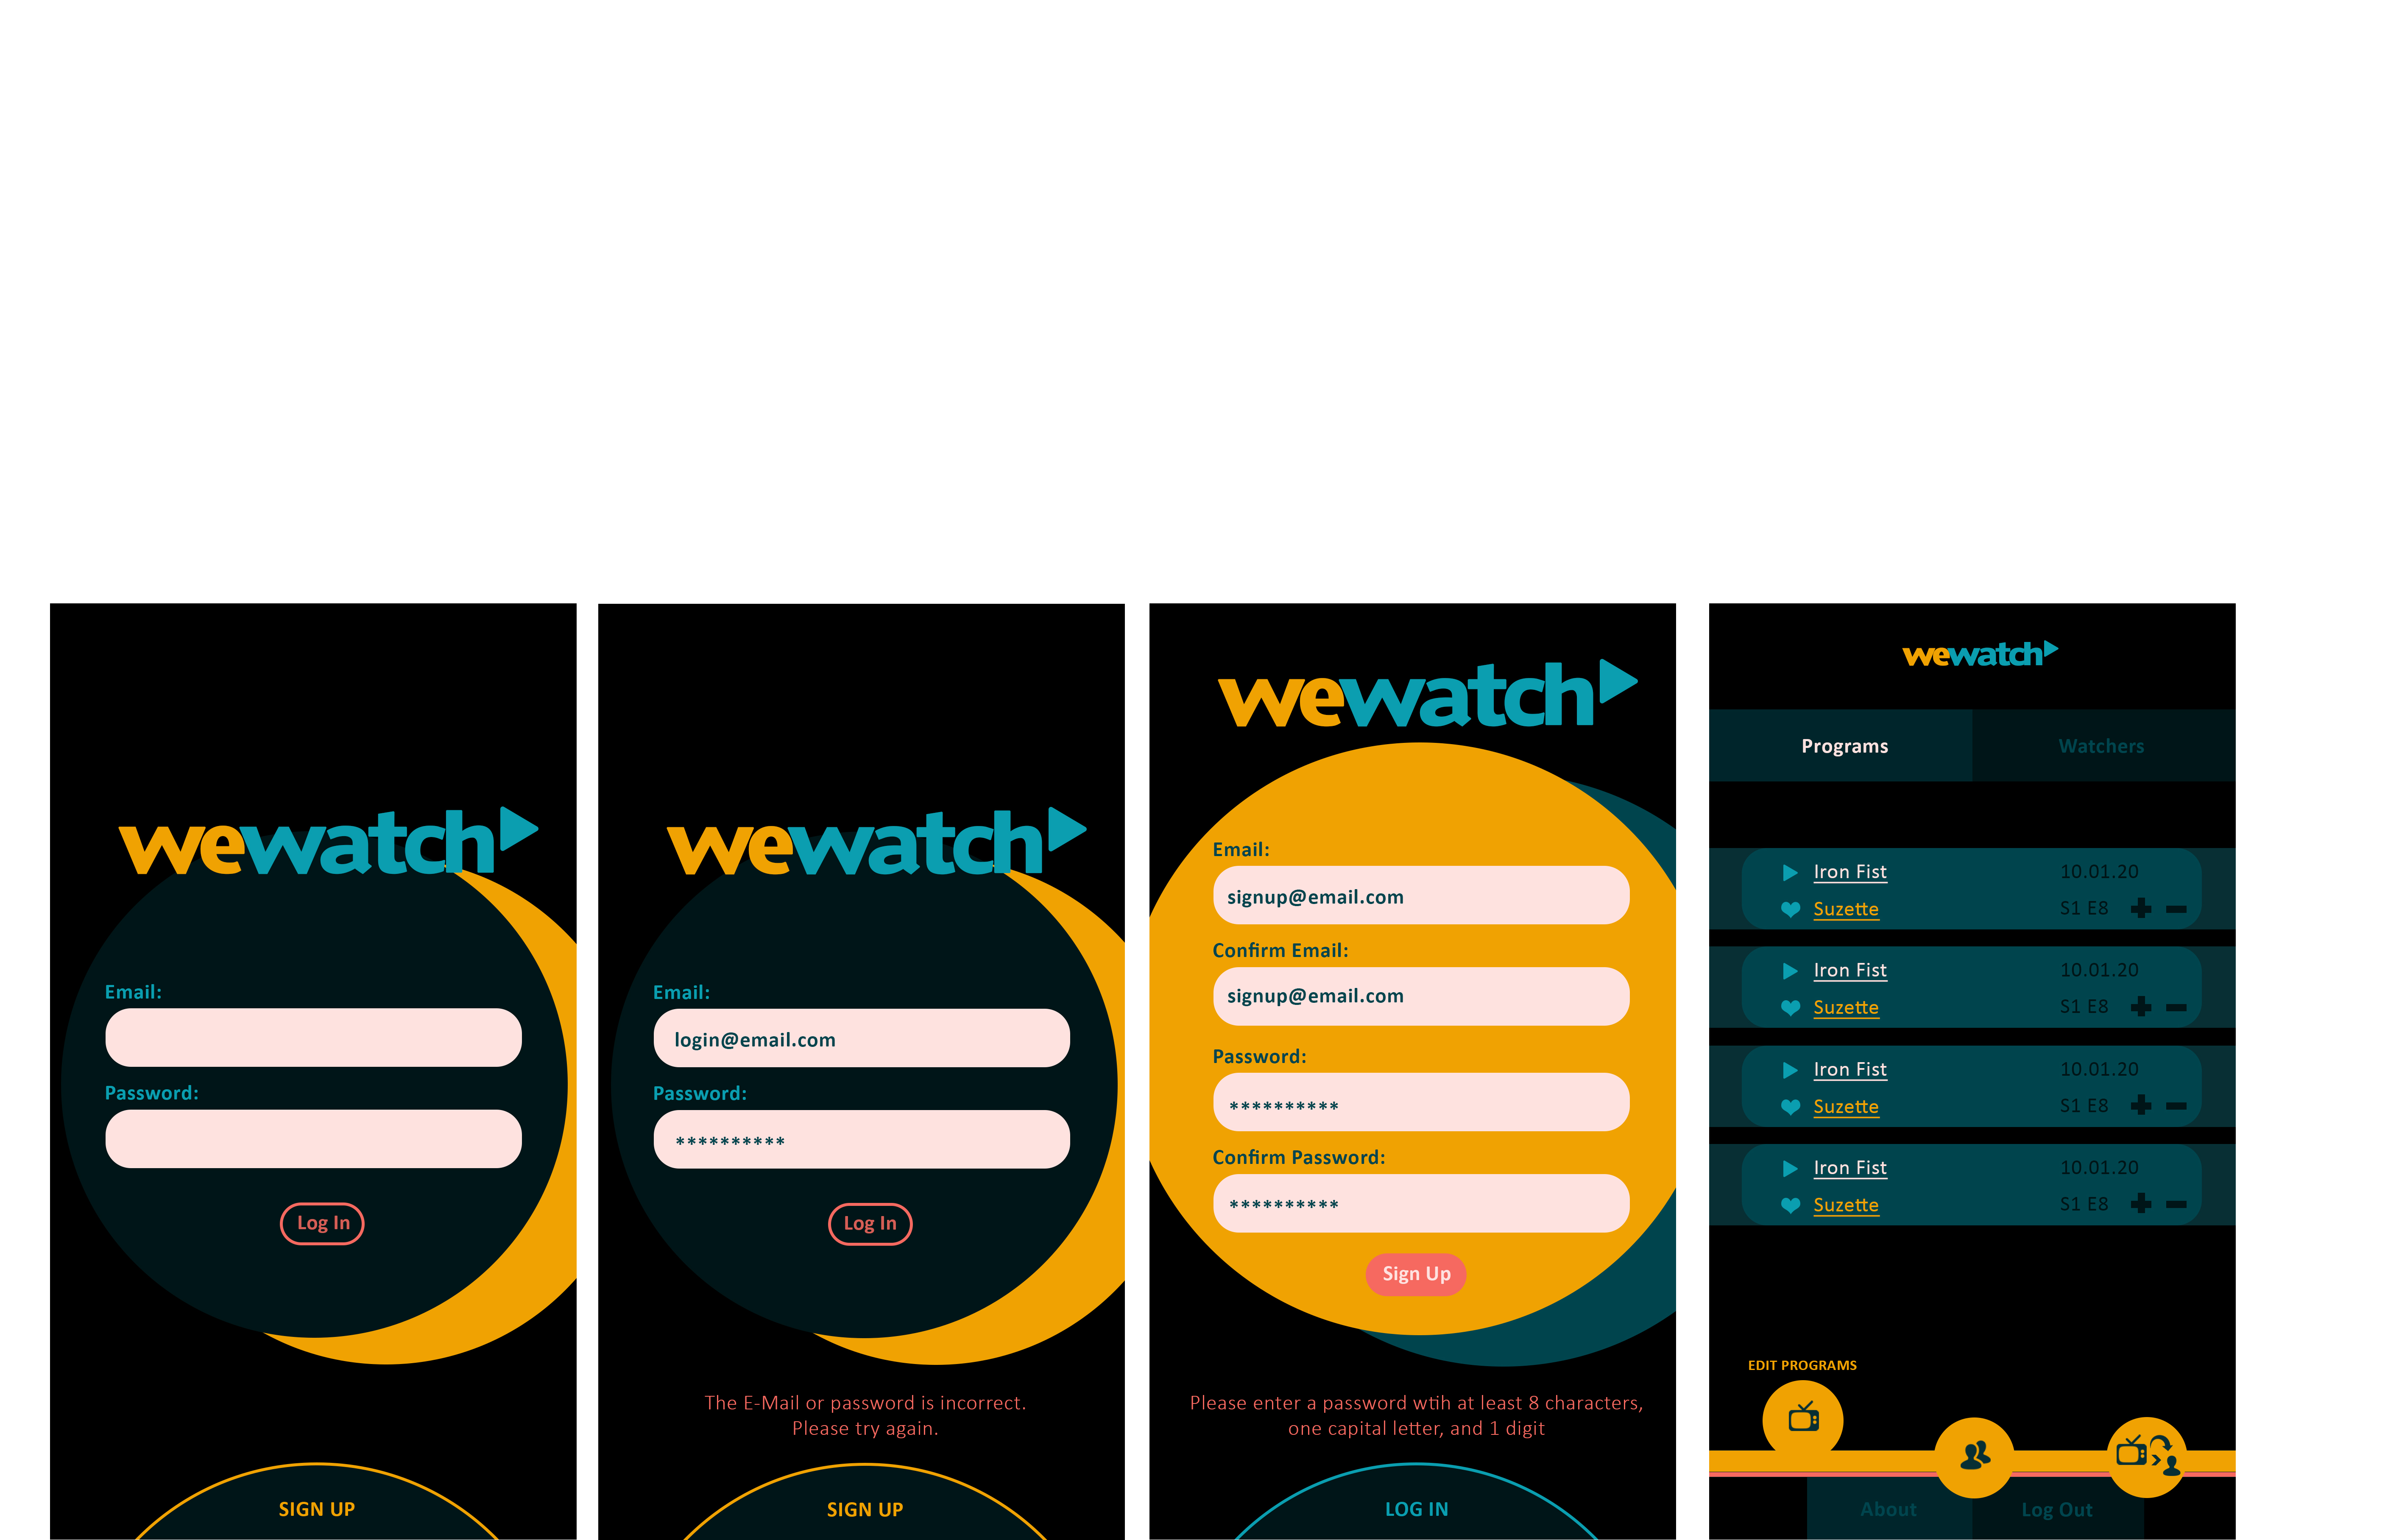 wewatch
Email:
Password:
Log In
SIGN UP
wewatch
Email:
login@email.com
Password:
**********
Log In
The E-Mail or password is incorrect.
Please try again.
SIGN UP
wewatch
Email:
signup@email.com
Confirm Email:
signup@email.com
Password:
**********
Confirm Password:
**********
Sign Up
Please enter a password wtih at least 8 characters,
one capital letter, and 1 digit
LOG IN
wewatch
Programs Watchers
Iron Fist 10.01.20
Suzette S1 E8
Iron Fist 10.01.20
Suzette S1 E8
Iron Fist 10.01.20
Suzette S1 E8
Iron Fist 10.01.20
Suzette S1 E8
EDIT PROGRAMS
About Log Out